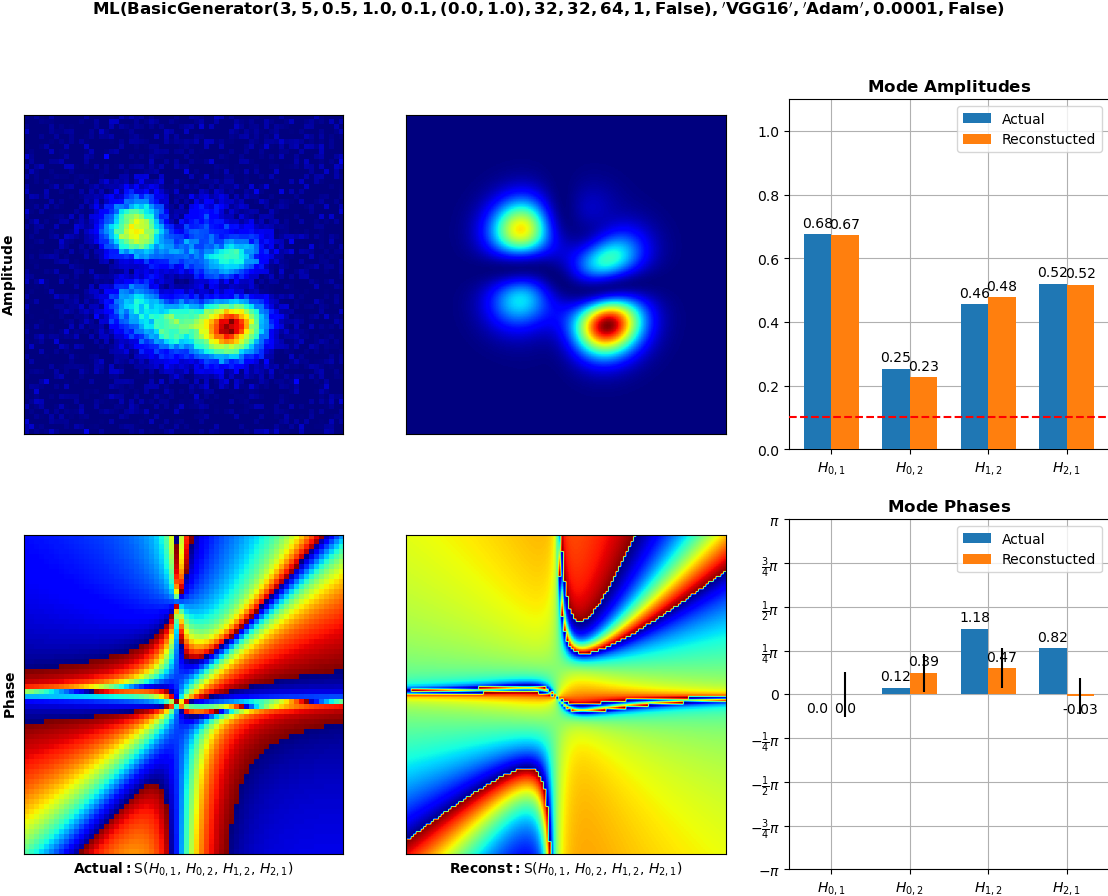 ML(BasicGenerator(3, 5, 0.5, 1.0, 0.1, (0.0, 1.0), 32, 32, 64, 1, False), ′VGG16′, ′Adam′, 0.0001, False)
Amplitude
Mode Amplitudes
Actual
Reconstucted
1.0
0.8
0.6
0.4
0.2
0.0
0.68 0.67
0.25 0.23
0.46 0.48
0.52 0.52
H0,1 H0,2 H1,2 H2,1
Phase
Actual: S(H0,1, H0,2, H1,2, H2,1)
Reconst: S(H0,1, H0,2, H1,2, H2,1)
Mode Phases
Actual
Reconstucted
π
3/4π
1/2π
1/4π
0
−1/4π
−1/2π
−3/4π
−π
0.0 0.0
0.12 0.39
1.18 0.47
0.82 -0.03
H0,1 H0,2 H1,2 H2,1